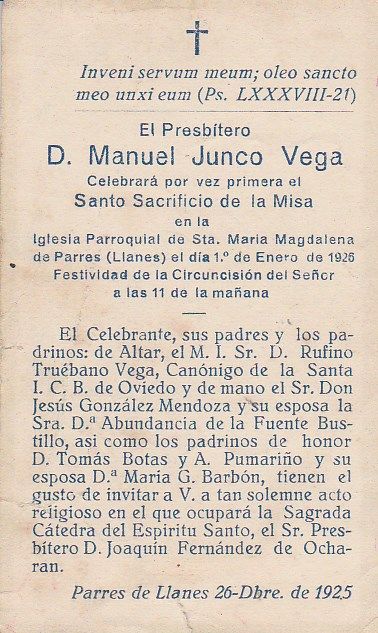 Inveni servum meum; oleo sancto
meo unxi eum (Ps. LXXXVIII-21)
El Presbítero
D. Manuel Junco Vega
Celebrará por vez primera el
Santo Sacrificio de la Misa
en la
Iglesia Parroquial de Sta. Maria Magdalena
de Parres (Llanes) el día 1.º de Enero de 1926
Festividad de la Circuncisión del Señor
a las 11 de la mañana
El Celebrante, sus padres y los pa-
drinos: de Altar, el M. I. Sr. D. Rufino
Truébano Vega, Canónigo de la Santa
I. C. B. de Oviedo y de mano el Sr. Don
Jesús González Mendoza y su esposa la
Sra. D.ª Abundancia de la Fuente Bus-
tillo, asi como los padrinos de honor
D. Tomás Botas y A. Pumariño y su
esposa D.ª Maria G. Barbón, tienen el
gusto de invitar a V. a tan solemne acto
religioso en el que ocupará la Sagrada
Cátedra del Espiritu Santo, el Sr. Pres-
bítero D. Joaquín Fernández de Ocha-
ran.
Parres de Llanes 26-Dbre. de 1925